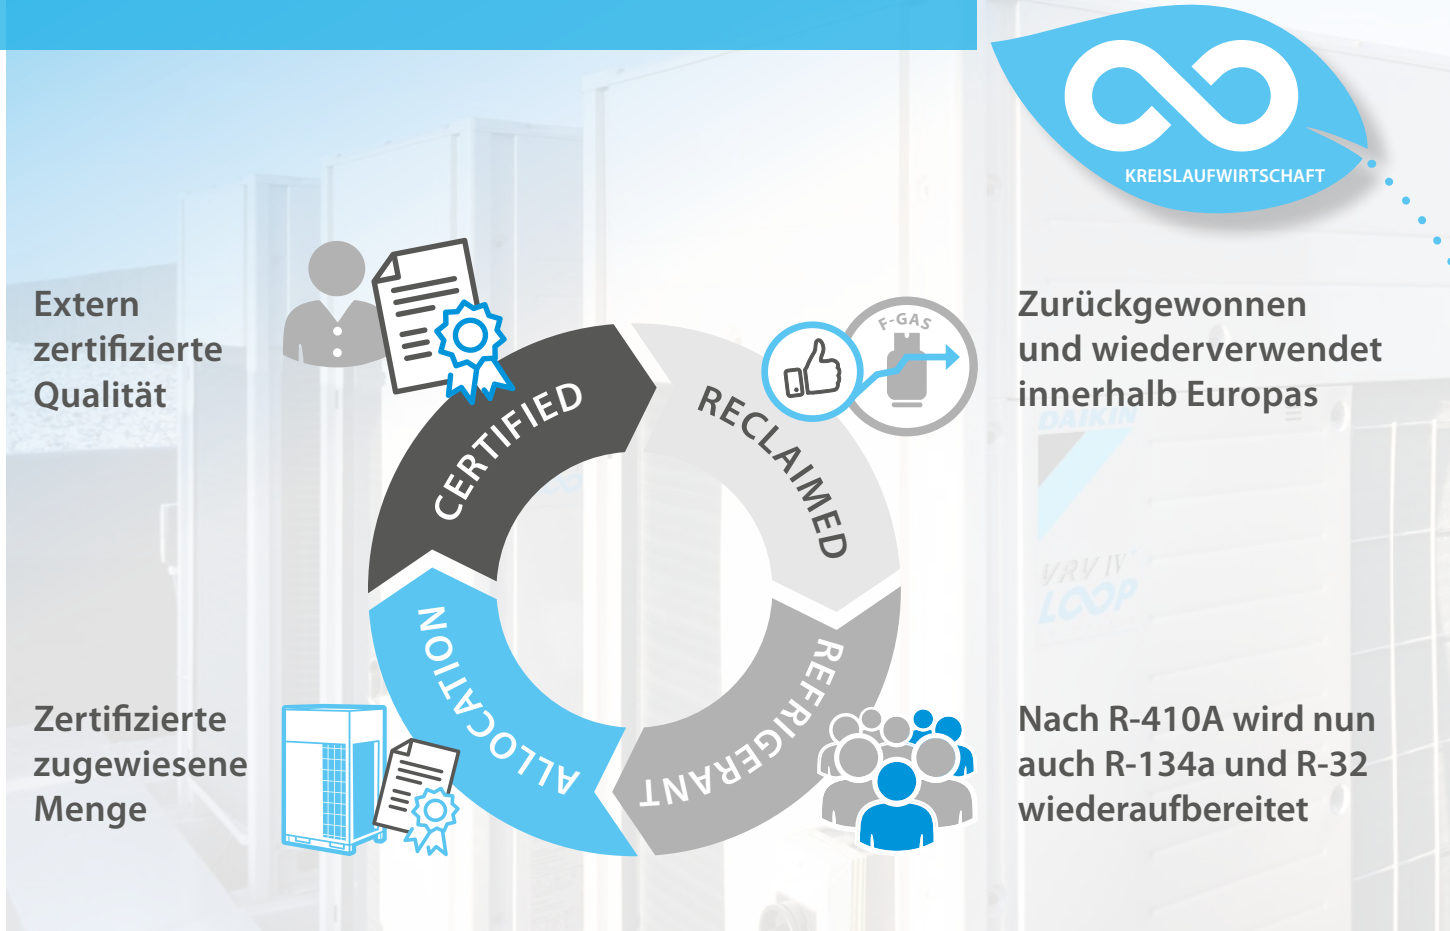 KREISLAUFWIRTSCHAFT
Extern
zertifizierte
Qualität
CERTIFIED
RECLAIMED
F-GAS
Zurückgewonnen
und wiederverwendet
innerhalb Europas
DAIKIN
VRV IV
LOOP
Zertifizierte
zugewiesene
Menge
ALLOCATION
REFRIGERANT
Nach R-410A wird nun
auch R-134a und R-32
wiederaufbereitet